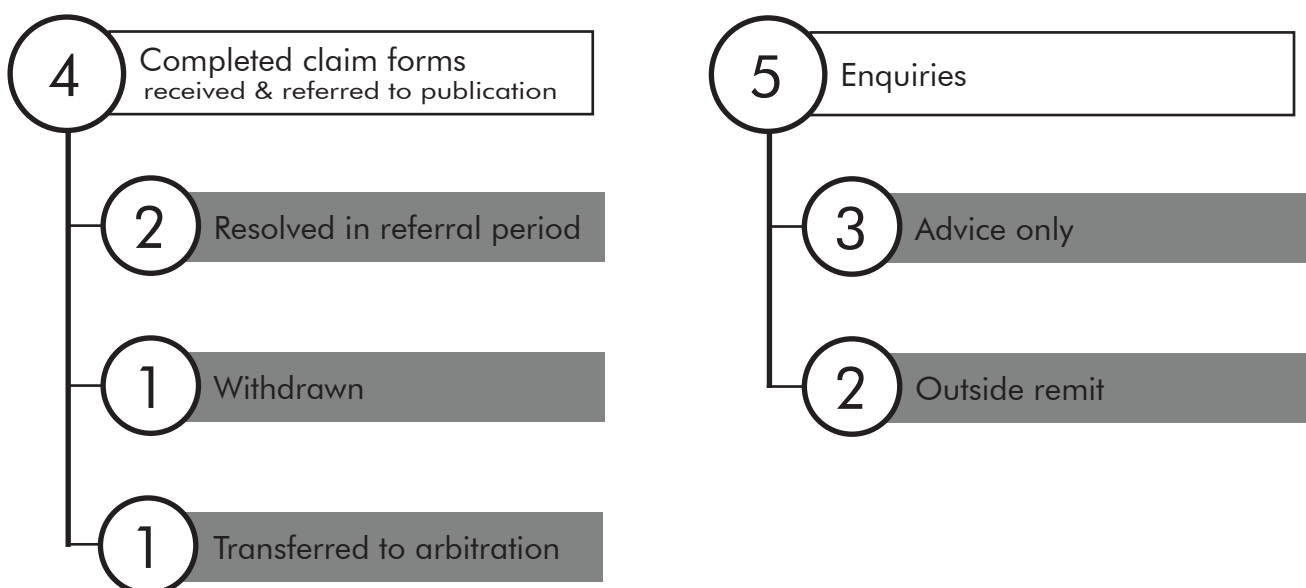 4
Completed claim forms
received & referred to publication
2
Resolved in referral period
1
Withdrawn
1
Transferred to arbitration
5
Enquiries
3
Advice only
2
Outside remit